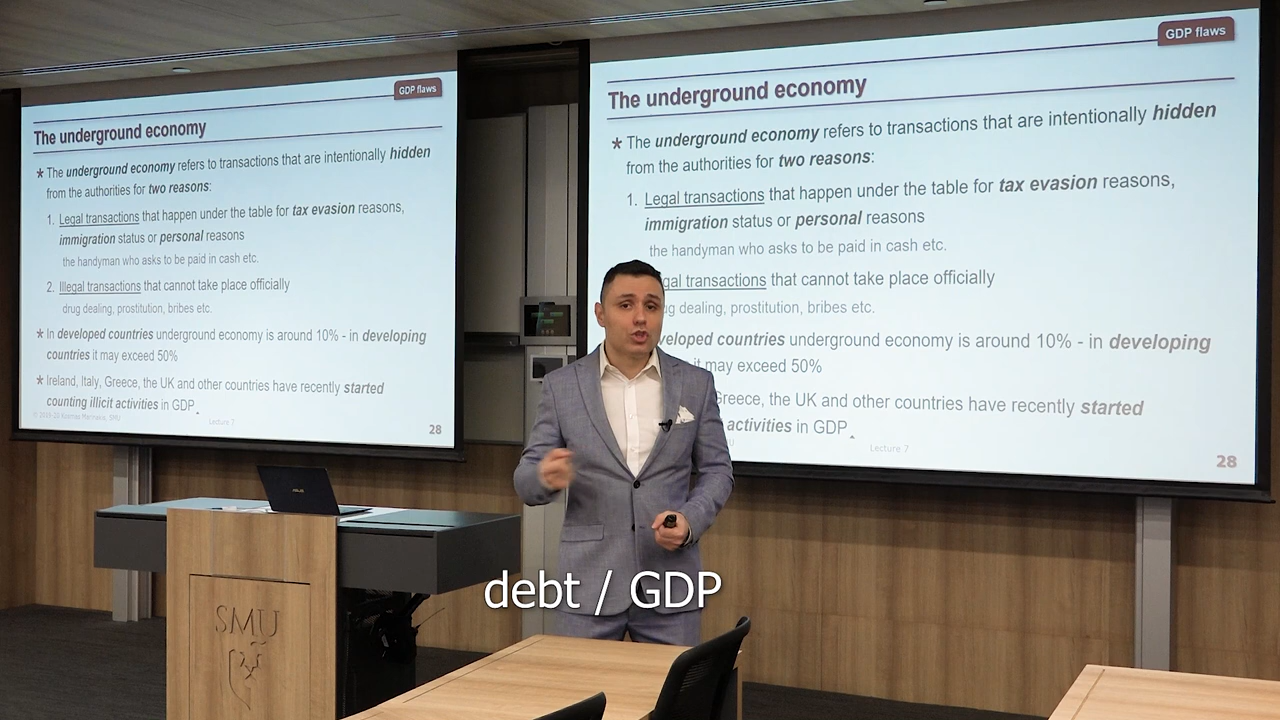 GDP flaws
The underground economy
* The underground economy refers to transactions that are intentionally hidden
from the authorities for two reasons:
1. Legal transactions that happen under the table for tax evasion reasons,
immigration status or personal reasons
the handyman who asks to be paid in cash etc.
2. Illegal transactions that cannot take place officially
drug dealing, prostitution, bribes etc.
* In developed countries underground economy is around 10% - in developing
countries it may exceed 50%
* Ireland, Italy, Greece, the UK and other countries have recently started
counting illicit activities in GDP
Lecture 7
28
GDP flaws
The underground economy
* The underground economy refers to transactions that are intentionally hidden
from the authorities for two reasons:
1. Legal transactions that happen under the table for tax evasion reasons,
immigration status or personal reasons
the handyman who asks to be paid in cash etc.
gal transactions that cannot take place officially
ug dealing, prostitution, bribes etc.
veloped countries underground economy is around 10% - in developing
it may exceed 50%
Greece, the UK and other countries have recently started
activities in GDP
Lecture 7
28
ASUS
SMU
debt / GDP